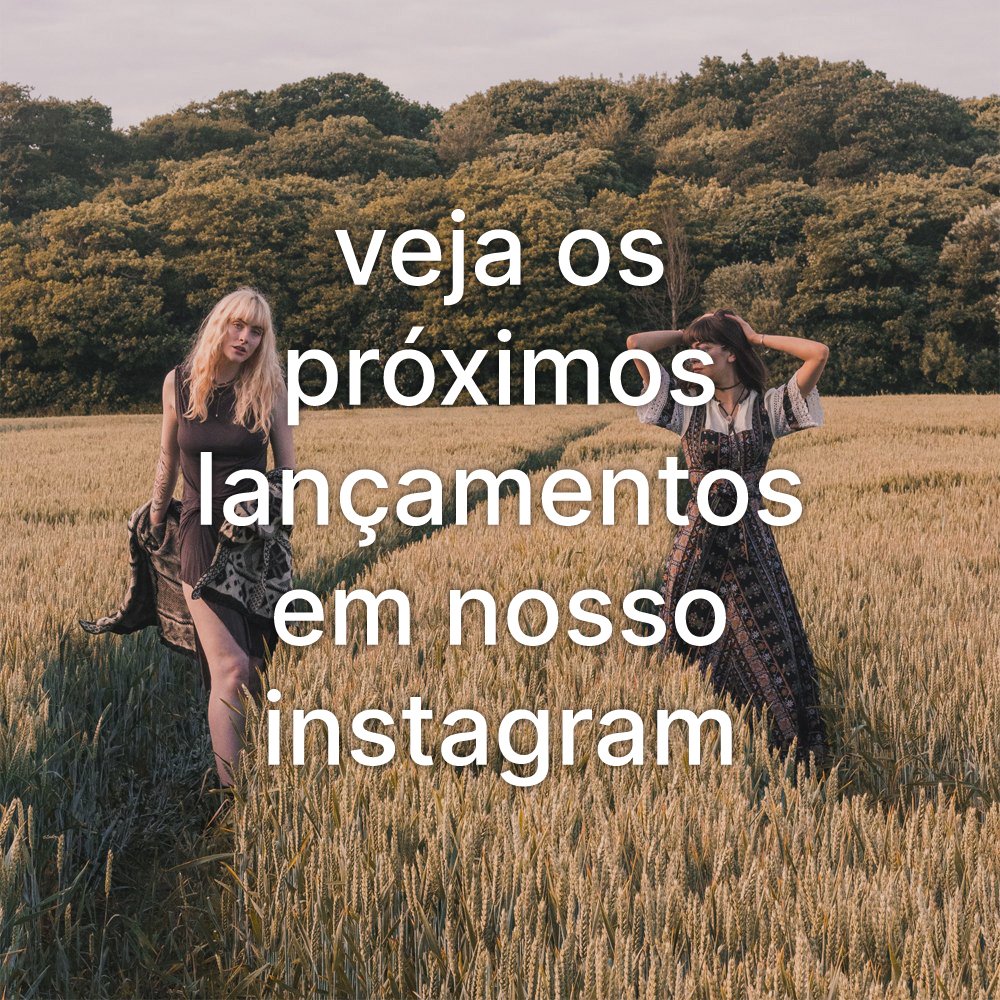 veja os
próximos
lançamentos
em nosso
instagram